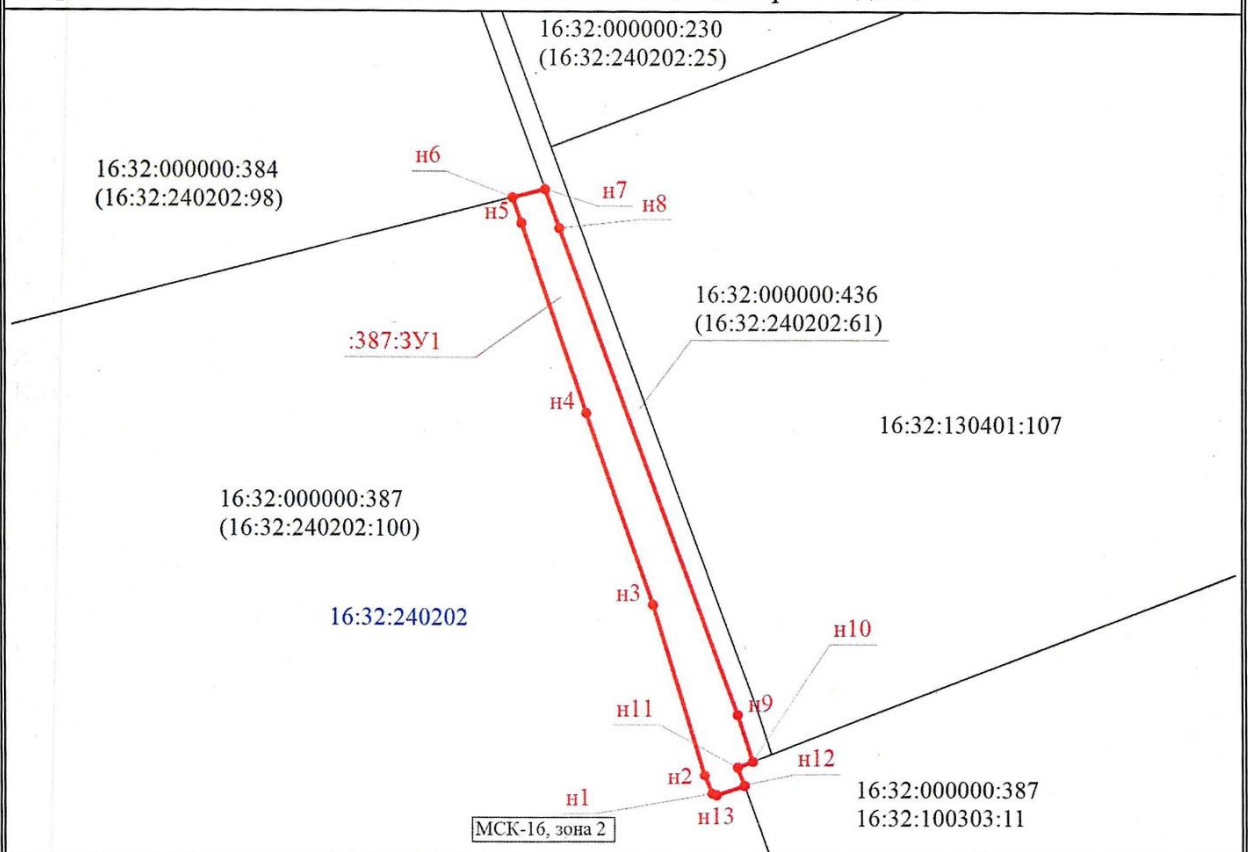 16:32:000000:230
(16:32:240202:25)
16:32:000000:384
(16:32:240202:98)
н6
н7
н5
н8
16:32:000000:436
(16:32:240202:61)
:387:ЗУ1
н4
16:32:130401:107
16:32:000000:387
(16:32:240202:100)
н3
16:32:240202
н10
н11
н9
н12
н2
н1
н13
16:32:000000:387
16:32:100303:11
МСК-16, зона 2